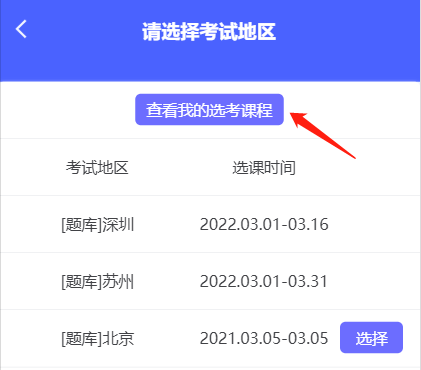 请选择考试地区
查看我的选考课程
考试地区 选课时间
[题库]深圳 2022.03.01-03.16
[题库]苏州 2022.03.01-03.31
[题库]北京 2021.03.05-03.05 选择